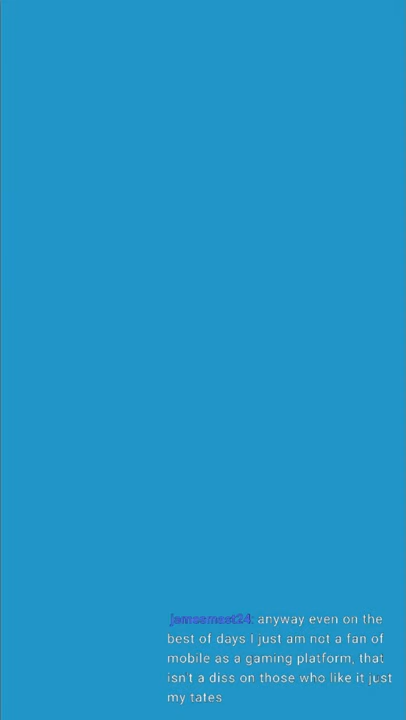 anyway even on the
best of days I just am not a fan of
mobile as a gaming platform, that
isn't a diss on those who like it just
my tates